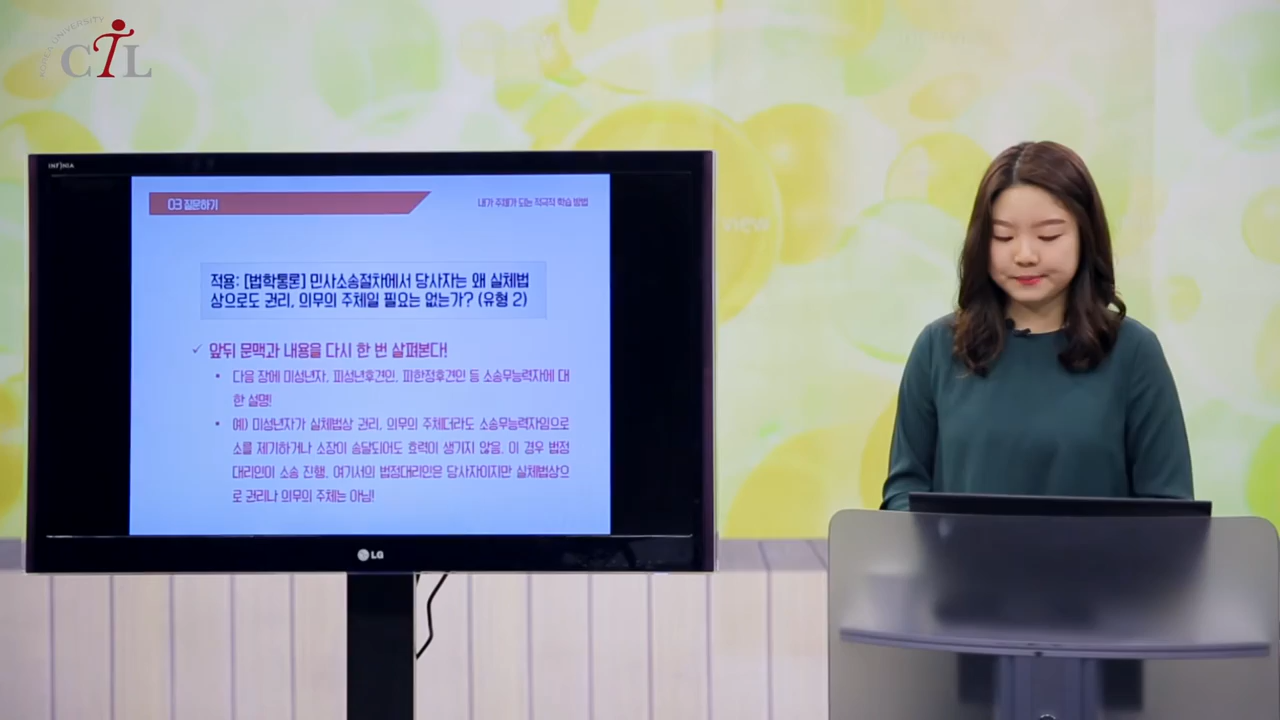 KOREA UNIVERSITY
CTL
INFINIA
03 질문하기
내가 주체가 되는 적극적 학습 방법
적용: [법학통론] 민사소송절차에서 당사자는 왜 실체법
상으로도 권리, 의무의 주체일 필요는 없는가? (유형 2)
✓ 앞뒤 문맥과 내용을 다시 한 번 살펴본다!
• 다음 장에 미성년자, 피성년후견인, 피한정후견인 등 소송무능력자에 대
한 설명!
• 예) 미성년자가 실체법상 권리, 의무의 주체더라도 소송무능력자임으로
소를 제기하거나 소장이 송달되어도 효력이 생기지 않음. 이 경우 법정
대리인이 소송 진행. 여기서의 법정대리인은 당사자이지만 실체법상으
로 권리나 의무의 주체는 아님!
VIEW
LG